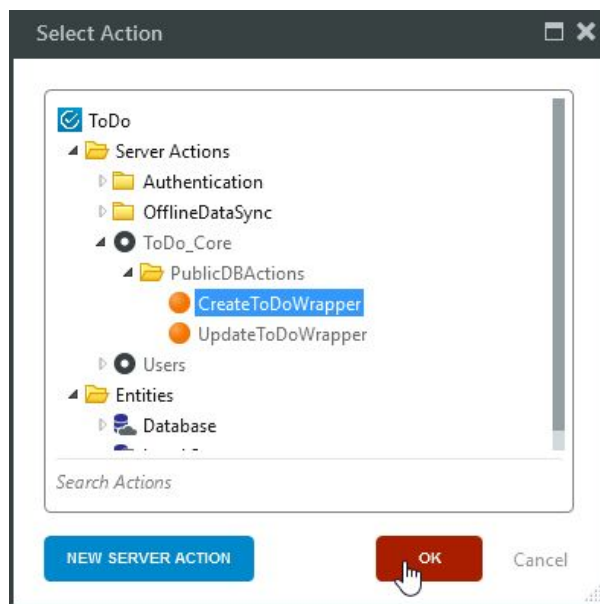 Select Action
ToDo
Server Actions
Authentication
OfflineDataSync
ToDo_Core
PublicDBActions
CreateToDoWrapper
UpdateToDoWrapper
Users
Entities
Database
Search Actions
NEW SERVER ACTION
OK
Cancel